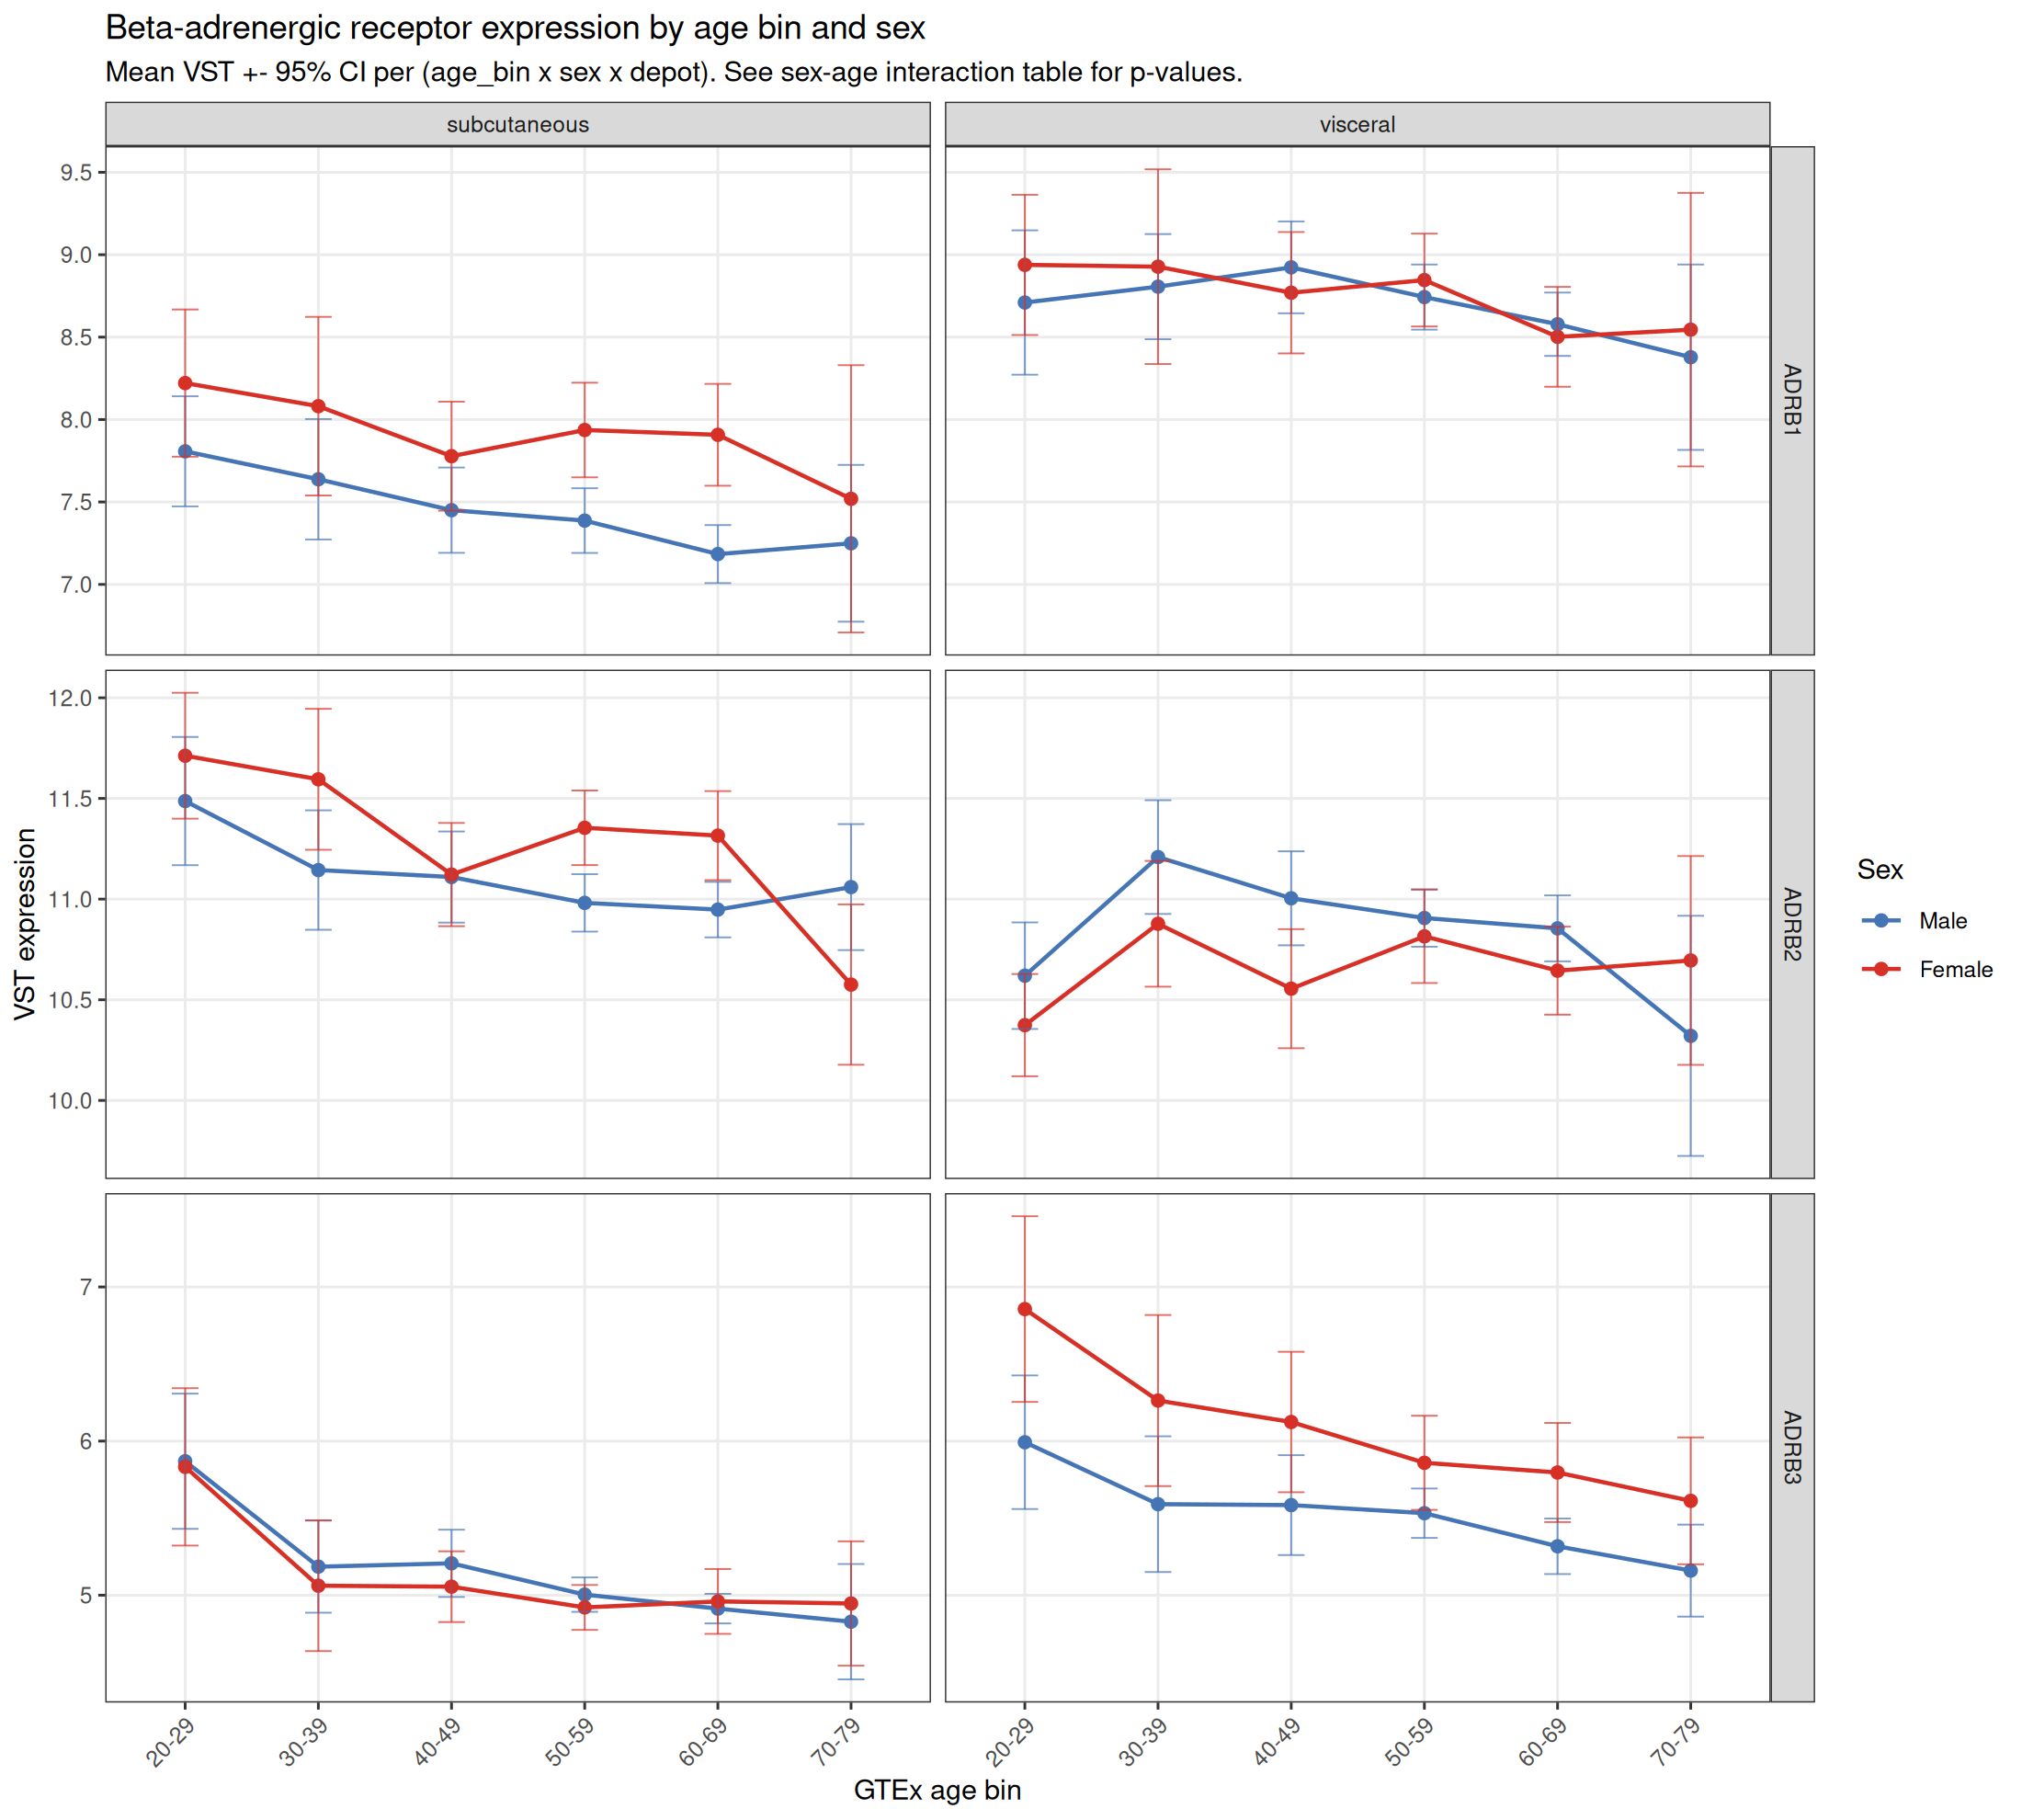 Beta-adrenergic receptor expression by age bin and sex
Mean VST +- 95% CI per (age_bin x sex x depot). See sex-age interaction table for p-values.
subcutaneous
visceral
9.5
9.0
8.5
8.0
7.5
7.0
ADRB1
12.0
11.5
11.0
10.5
10.0
ADRB2
7
6
5
ADRB3
VST expression
20-29
30-39
40-49
50-59
60-69
70-79
20-29
30-39
40-49
50-59
60-69
70-79
GTEx age bin
Sex
Male
Female